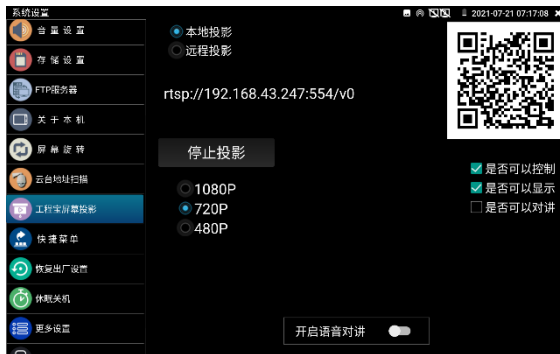 系统设置
2021-07-21 07:17:08
音量设置
存储设置
FTP服务器
关于本机
屏幕旋转
云台地址扫描
工程宝屏幕投影
快捷菜单
恢复出厂设置
休眠关机
更多设置
本地投影
远程投影
rtsp://192.168.43.247:554/v0
停止投影
1080P
720P
480P
是否可以控制
是否可以显示
是否可以对讲
开启语音对讲